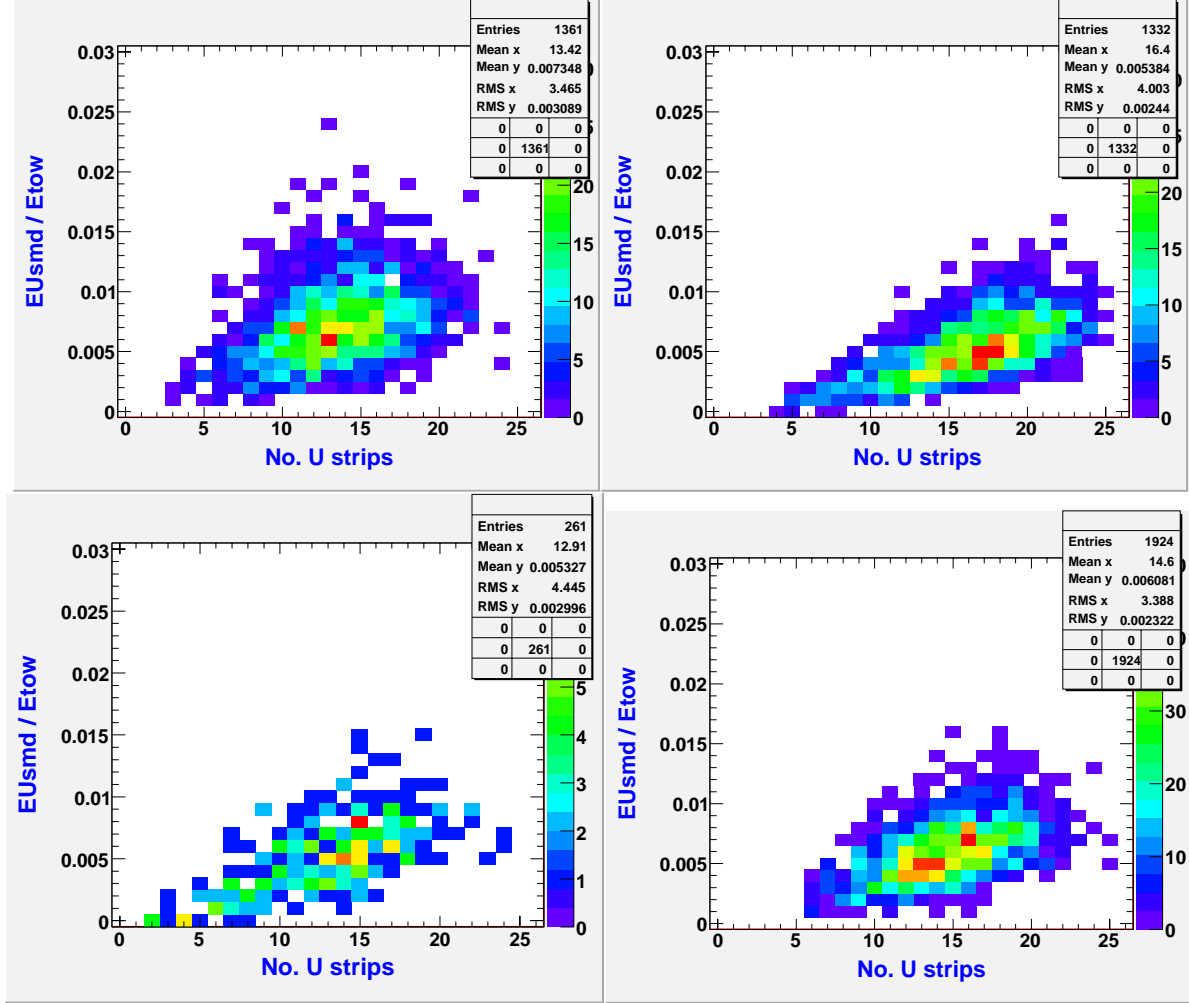 Entries 1361
Mean x 13.42
Mean y 0.007348
RMS x 3.465
RMS y 0.003089
0 0 0
0 1361 0
0 0 0
0.03
0.025
0.02
0.015
0.01
0.005
0
EUsmd / Etow
0 5 10 15 20 25
No. U strips
20
15
10
5
0
Entries 1332
Mean x 16.4
Mean y 0.005384
RMS x 4.003
RMS y 0.00244
0 0 0
0 1332 0
0 0 0
0.03
0.025
0.02
0.015
0.01
0.005
0
EUsmd / Etow
0 5 10 15 20 25
No. U strips
20
15
10
5
0
Entries 261
Mean x 12.91
Mean y 0.005327
RMS x 4.445
RMS y 0.002996
0 0 0
0 261 0
0 0 0
0.03
0.025
0.02
0.015
0.01
0.005
0
EUsmd / Etow
0 5 10 15 20 25
No. U strips
5
4
3
2
1
0
Entries 1924
Mean x 14.6
Mean y 0.006081
RMS x 3.388
RMS y 0.002322
0 0 0
0 1924 0
0 0 0
0.03
0.025
0.02
0.015
0.01
0.005
0
EUsmd / Etow
0 5 10 15 20 25
No. U strips
30
20
10
0